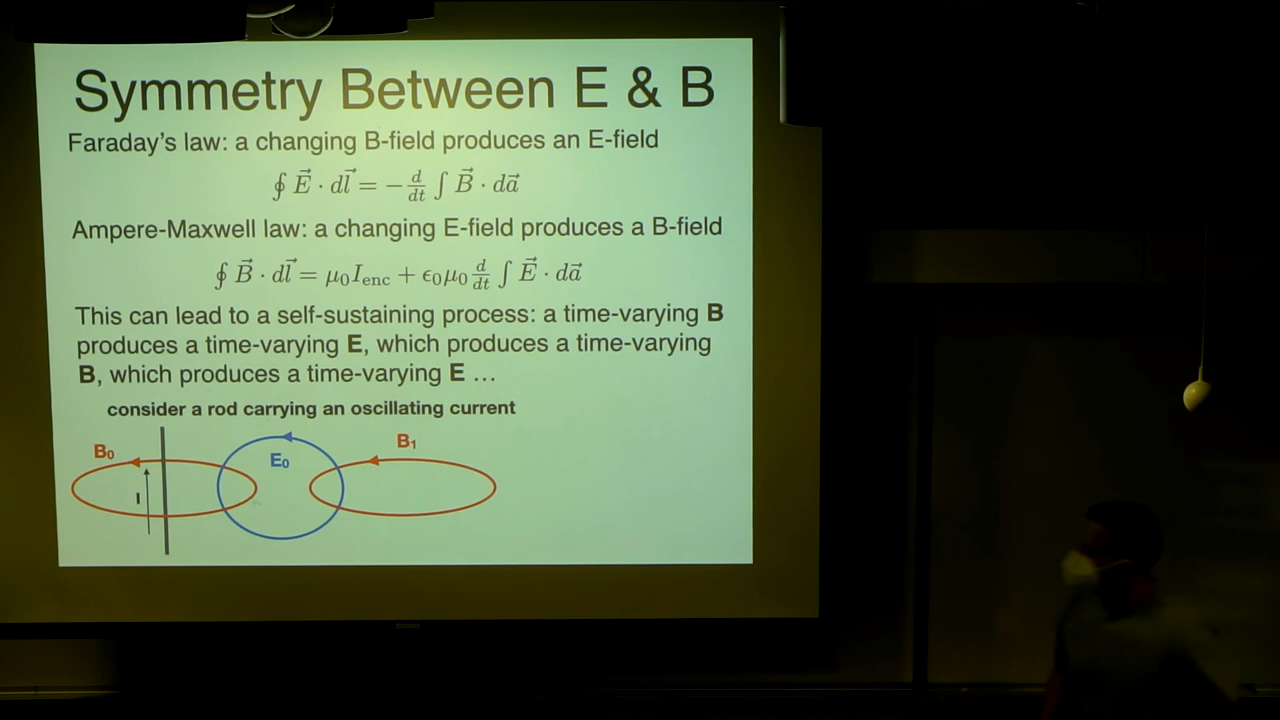 Symmetry Between E & B
Faraday's law: a changing B-field produces an E-field
∮ E⃗ · dl⃗ = − d/dt ∫ B⃗ · da⃗
Ampere-Maxwell law: a changing E-field produces a B-field
∮ B⃗ · dl⃗ = μ₀I_enc + ϵ₀μ₀ d/dt ∫ E⃗ · da⃗
This can lead to a self-sustaining process: a time-varying B
produces a time-varying E, which produces a time-varying
B, which produces a time-varying E ...
consider a rod carrying an oscillating current
B₀
I
E₀
B₁